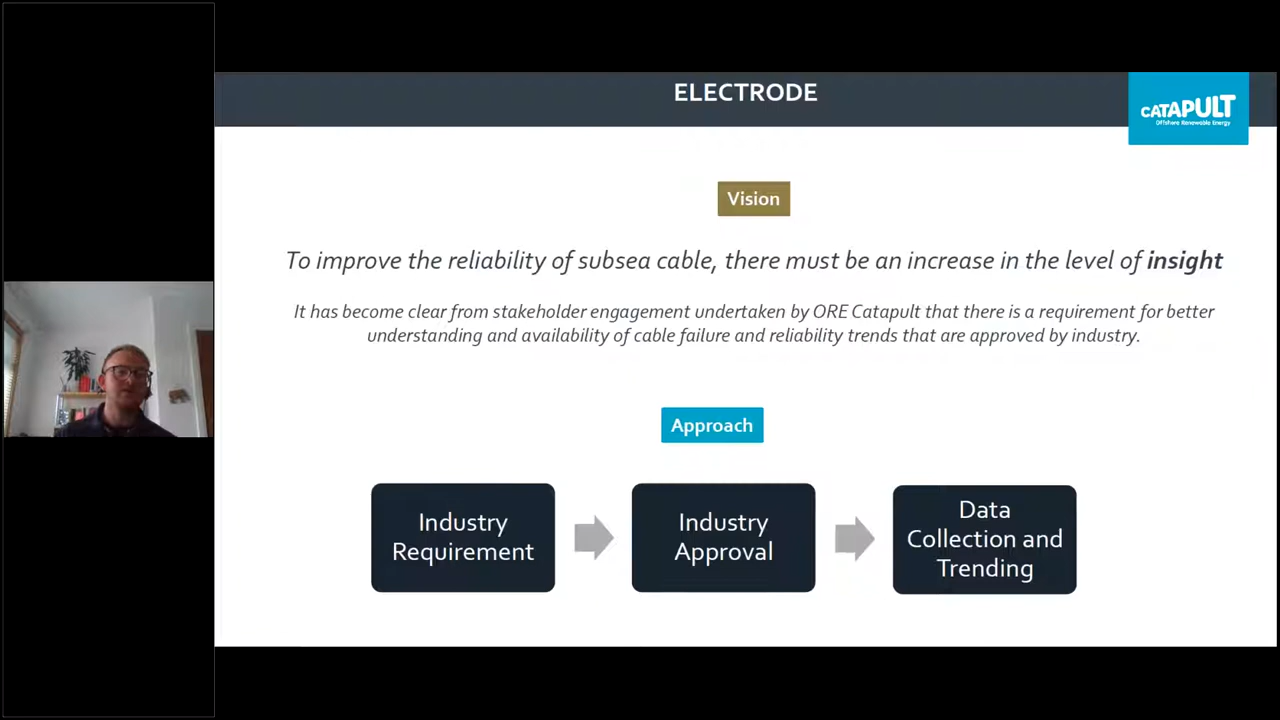 ELECTRODE
CATAPULT
Offshore Renewable Energy
Vision
To improve the reliability of subsea cable, there must be an increase in the level of insight
It has become clear from stakeholder engagement undertaken by ORE Catapult that there is a requirement for better
understanding and availability of cable failure and reliability trends that are approved by industry.
Approach
Industry
Requirement
Industry
Approval
Data
Collection and
Trending